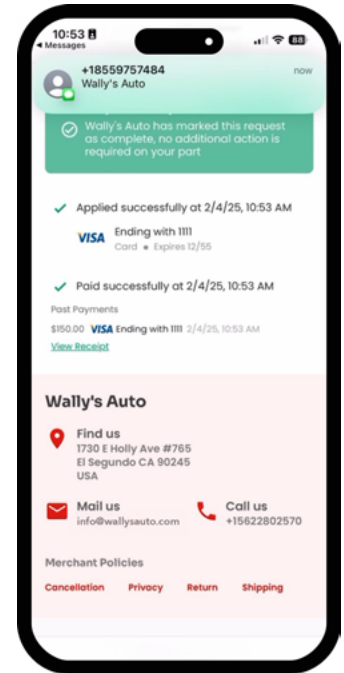 10:53
88
◄ Messages
+18559757484
now
Wally's Auto
Wally's Auto has marked this request
as complete, no additional action is
required on your part
Applied successfully at 2/4/25, 10:53 AM
VISA
Ending with 1111
Card • Expires 12/55
Paid successfully at 2/4/25, 10:53 AM
Past Payments
$150.00 VISA Ending with 1111 2/4/25, 10:53 AM
View Receipt
Wally's Auto
Find us
1730 E Holly Ave #765
El Segundo CA 90245
USA
Mail us
info@wallysauto.com
Call us
+15622802570
Merchant Policies
Cancellation Privacy Return Shipping